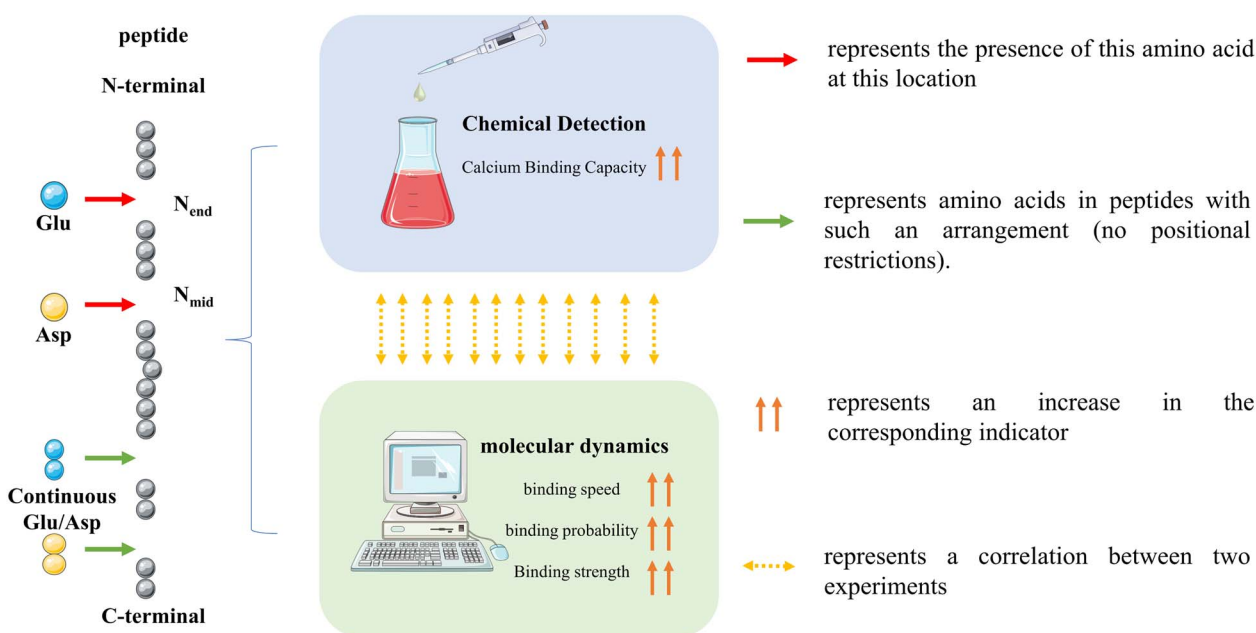 peptide
N-terminal
Glu
N_end
Asp
N_mid
Continuous
Glu/Asp
C-terminal
Chemical Detection
Calcium Binding Capacity
molecular dynamics
binding speed
binding probability
Binding strength
represents the presence of this amino acid
at this location
represents amino acids in peptides with
such an arrangement (no positional
restrictions).
represents an increase in the
corresponding indicator
represents a correlation between two
experiments